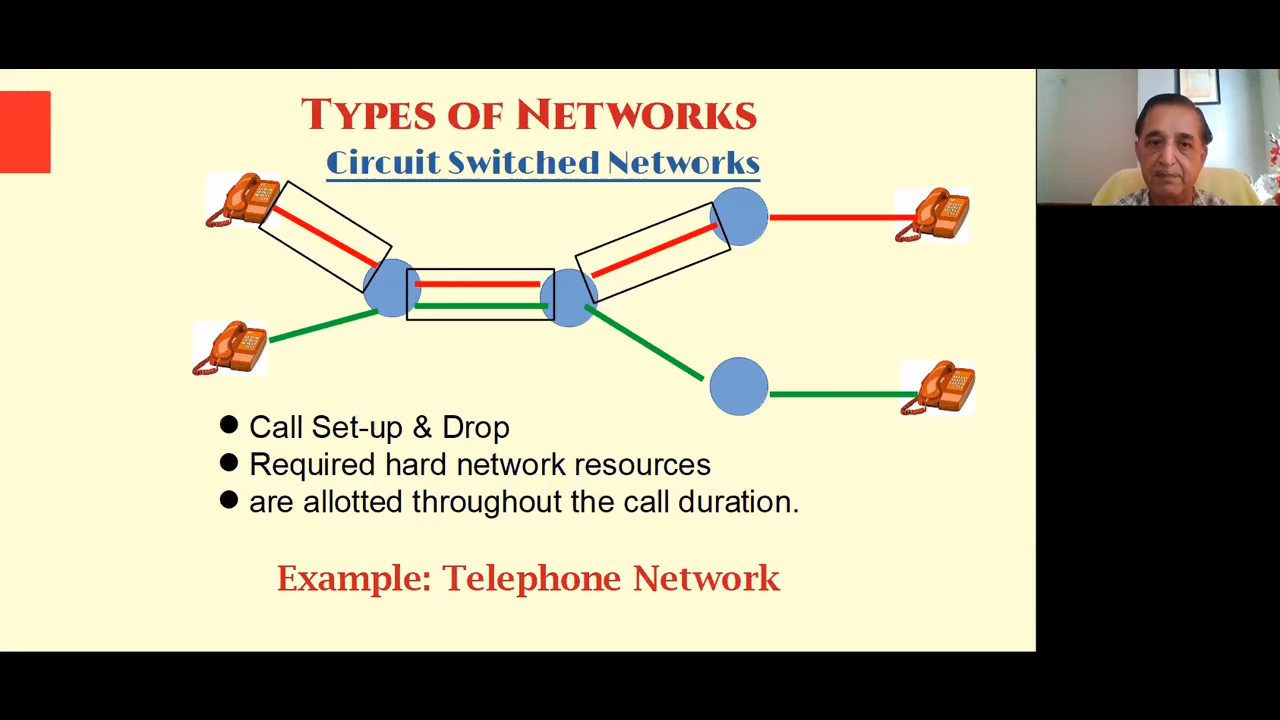 Types of Networks
Circuit Switched Networks
Call Set-up & Drop
Required hard network resources
are allotted throughout the call duration.
Example: Telephone Network